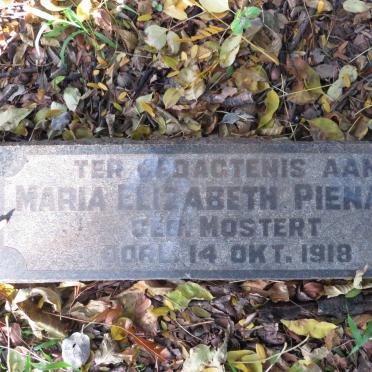 TER GEDACTENIS AAN
MARIA ELIZABETH PIENA
GEB. MOSTERT
OORL. 14 OKT. 1918